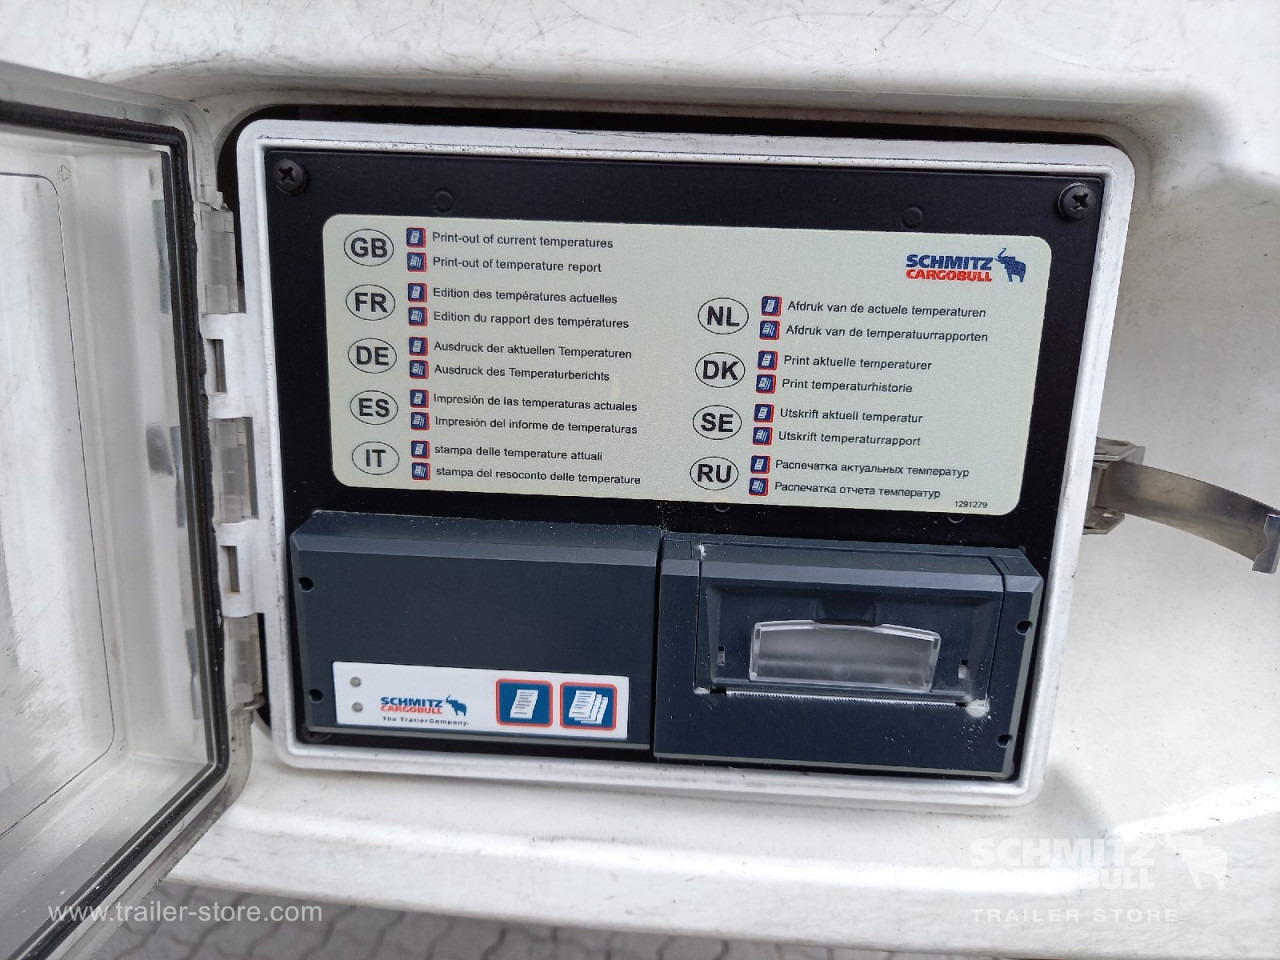 GB
Print-out of current temperatures
Print-out of temperature report
FR
Edition des températures actuelles
Edition du rapport des températures
DE
Ausdruck der aktuellen Temperaturen
Ausdruck des Temperaturberichts
ES
Impresión de las temperaturas actuales
Impresión del informe de temperaturas
IT
stampa delle temperature attuali
stampa del resoconto delle temperature
SCHMITZ
CARGOBULL
NL
Afdruk van de actuele temperaturen
Afdruk van de temperatuurrapporten
DK
Print aktuelle temperaturer
Print temperaturhistorie
SE
Utskrift aktuell temperatur
Utskrift temperaturrapport
RU
Распечатка актуальных температур
Распечатка отчета температур
1291279
SCHMITZ
CARGOBULL
The TrailerCompany.
www.trailer-store.com
SCHMITZ
CARGOBULL
TRAILER STORE